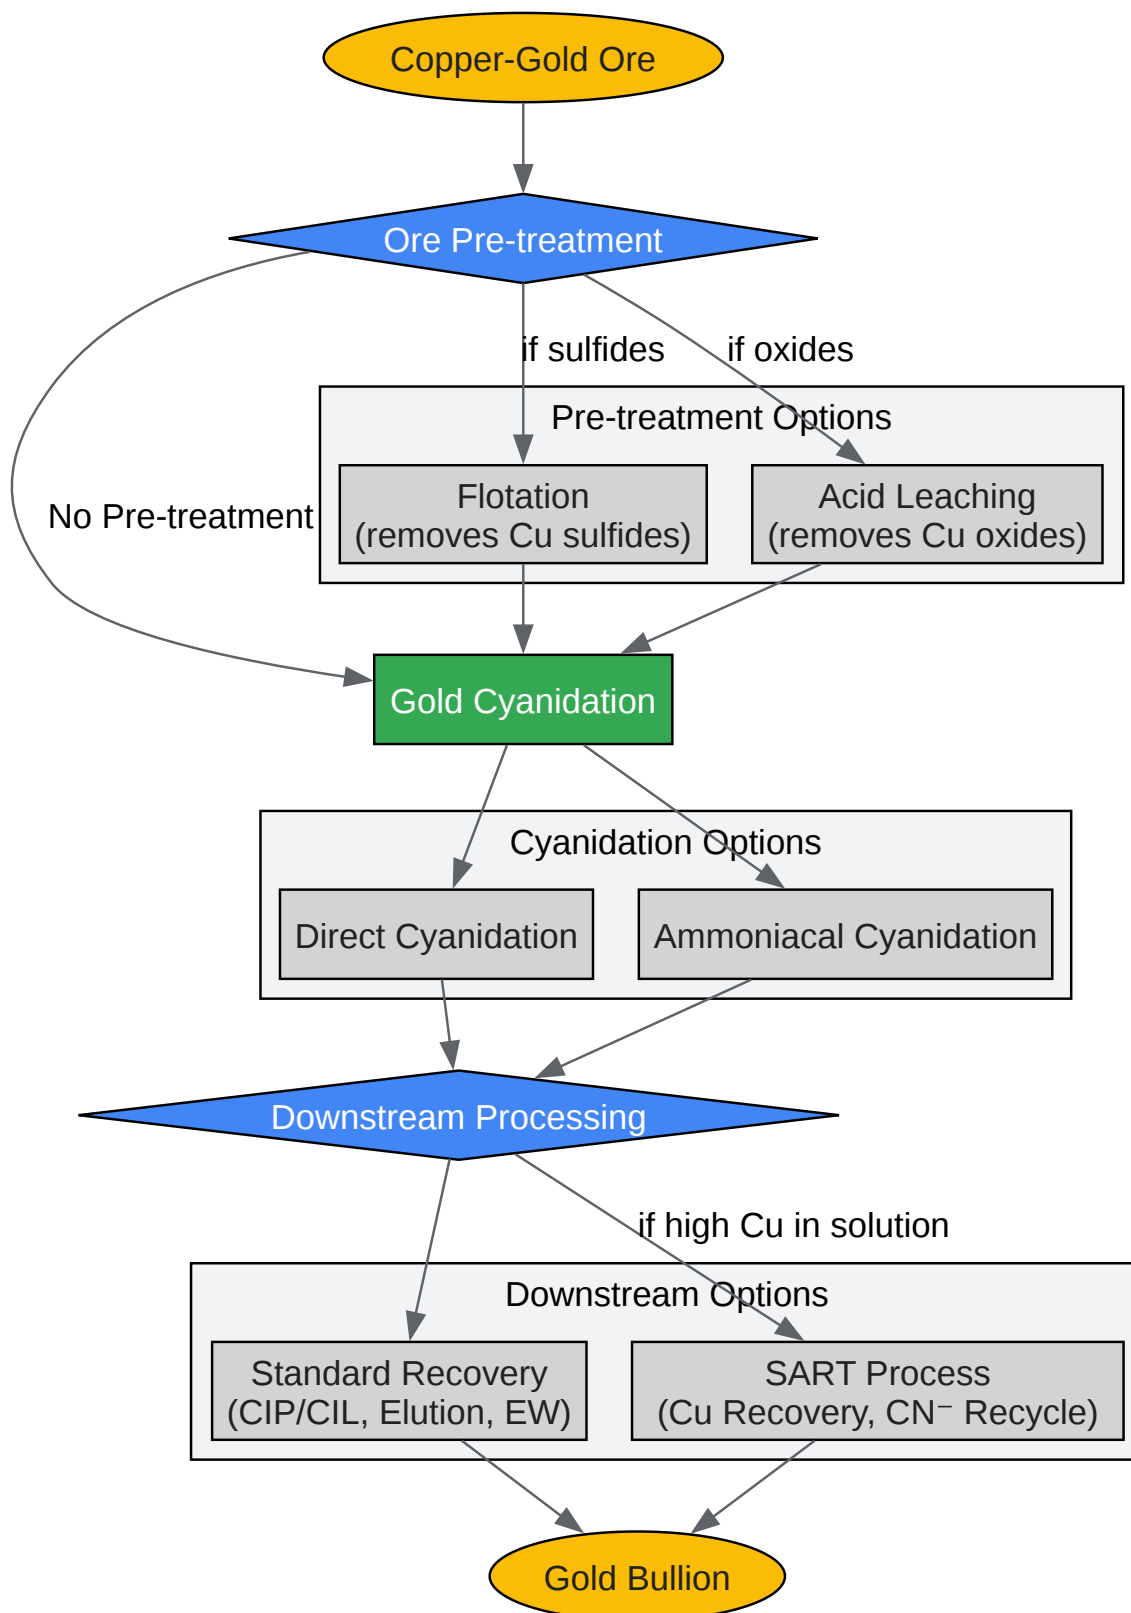 Copper-Gold Ore
Ore Pre-treatment
if sulfides
if oxides
Pre-treatment Options
No Pre-treatment
Flotation
(removes Cu sulfides)
Acid Leaching
(removes Cu oxides)
Gold Cyanidation
Cyanidation Options
Direct Cyanidation
Ammoniacal Cyanidation
Downstream Processing
if high Cu in solution
Downstream Options
Standard Recovery
(CIP/CIL, Elution, EW)
SART Process
(Cu Recovery, CN⁻ Recycle)
Gold Bullion